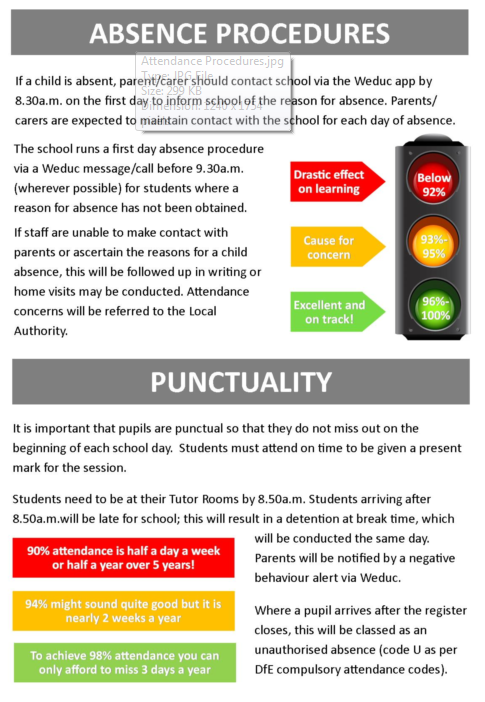 ABSENCE PROCEDURES
If a child is absent, parent/carer should contact school via the Weduc app by
8.30a.m. on the first day to inform school of the reason for absence. Parents/
carers are expected to maintain contact with the school for each day of absence.
Attendance Procedures.jpg
Type: JPG File
Size: 299 KB
Dimension: 1240 x 1754
The school runs a first day absence procedure
via a Weduc message/call before 9.30a.m.
(wherever possible) for students where a
reason for absence has not been obtained.
If staff are unable to make contact with
parents or ascertain the reasons for a child
absence, this will be followed up in writing or
home visits may be conducted. Attendance
concerns will be referred to the Local
Authority.
Drastic effect
on learning
Below
92%
Cause for
concern
93%-
95%
Excellent and
on track!
96%-
100%
PUNCTUALITY
It is important that pupils are punctual so that they do not miss out on the
beginning of each school day. Students must attend on time to be given a present
mark for the session.
Students need to be at their Tutor Rooms by 8.50a.m. Students arriving after
8.50a.m.will be late for school; this will result in a detention at break time, which
will be conducted the same day.
Parents will be notified by a negative
behaviour alert via Weduc.
Where a pupil arrives after the register
closes, this will be classed as an
unauthorised absence (code U as per
DfE compulsory attendance codes).
90% attendance is half a day a week
or half a year over 5 years!
94% might sound quite good but it is
nearly 2 weeks a year
To achieve 98% attendance you can
only afford to miss 3 days a year